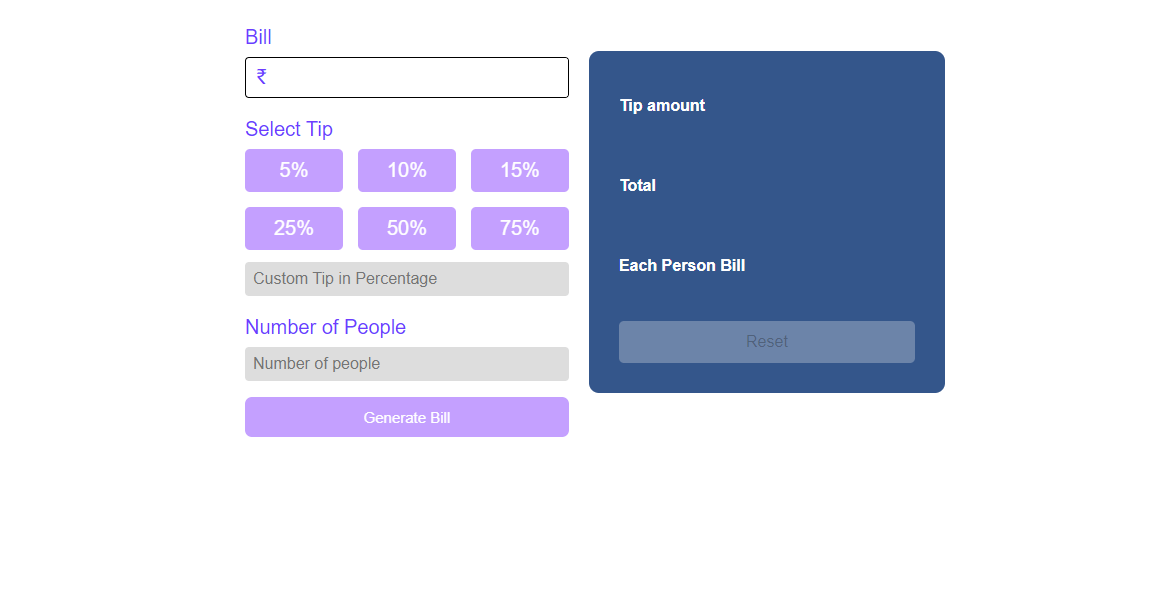 Bill
₹
Select Tip
5% 10% 15%
25% 50% 75%
Custom Tip in Percentage
Number of People
Number of people
Generate Bill
Tip amount
Total
Each Person Bill
Reset